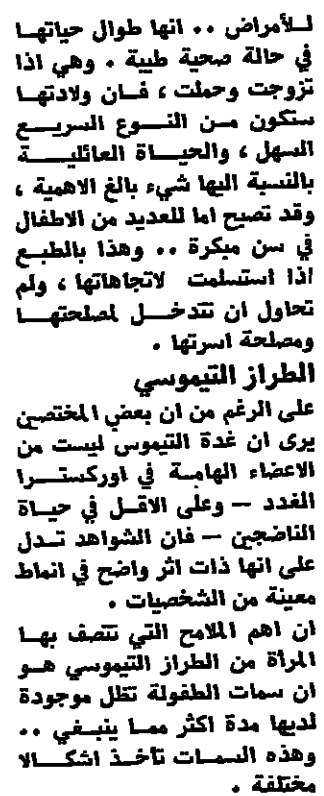 للأمراض .. انها طوال حياتها
في حالة صحية طيبة . وهي اذا
تزوجت وحملت ، فان ولادتها
ستكون من النوع السريع
السهل ، والحياة العائلية
بالنسبة اليها شيء بالغ الاهمية ،
وقد تصبح اما للعديد من الاطفال
في سن مبكرة .. وهذا بالطبع
اذا استسلمت لاتجاهاتها ، ولم
تحاول ان تتدخل لمصلحتها
ومصلحة اسرتها .
الطراز التيموسي
على الرغم من ان بعض المختصين
يرى ان غدة التيموس ليست من
الاعضاء الهامة في اوركسترا
الغدد — وعلى الاقل في حياة
الناضجين — فان الشواهد تدل
على انها ذات اثر واضح في انماط
معينة من الشخصيات .
ان اهم الملامح التي تتصف بها
المرأة من الطراز التيموسي هو
ان سمات الطفولة تظل موجودة
لديها مدة اكثر مما ينبغي ..
وهذه السمات تأخذ اشكالا
مختلفة .